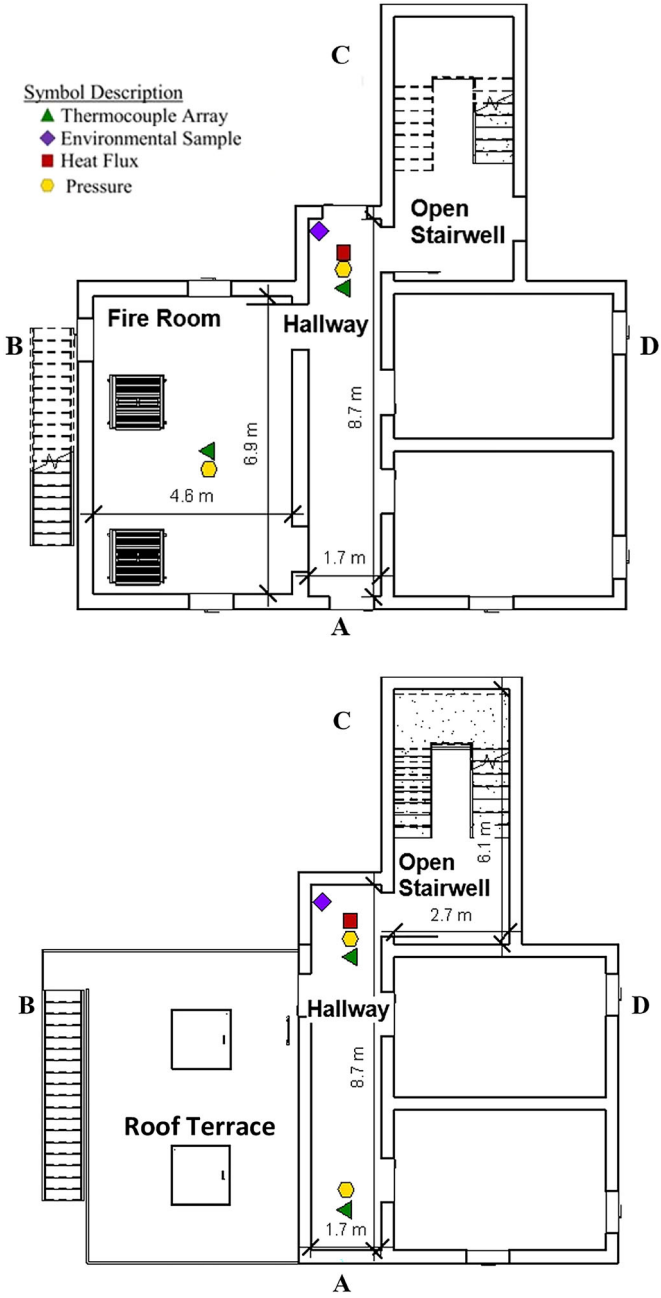 C
Symbol Description
Thermocouple Array
Environmental Sample
Heat Flux
Pressure
Open
Stairwell
Fire Room
Hallway
B
D
8.7 m
6.9 m
4.6 m
1.7 m
A
C
Open
Stairwell
6.1 m
2.7 m
B
D
Hallway
8.7 m
Roof Terrace
1.7 m
A